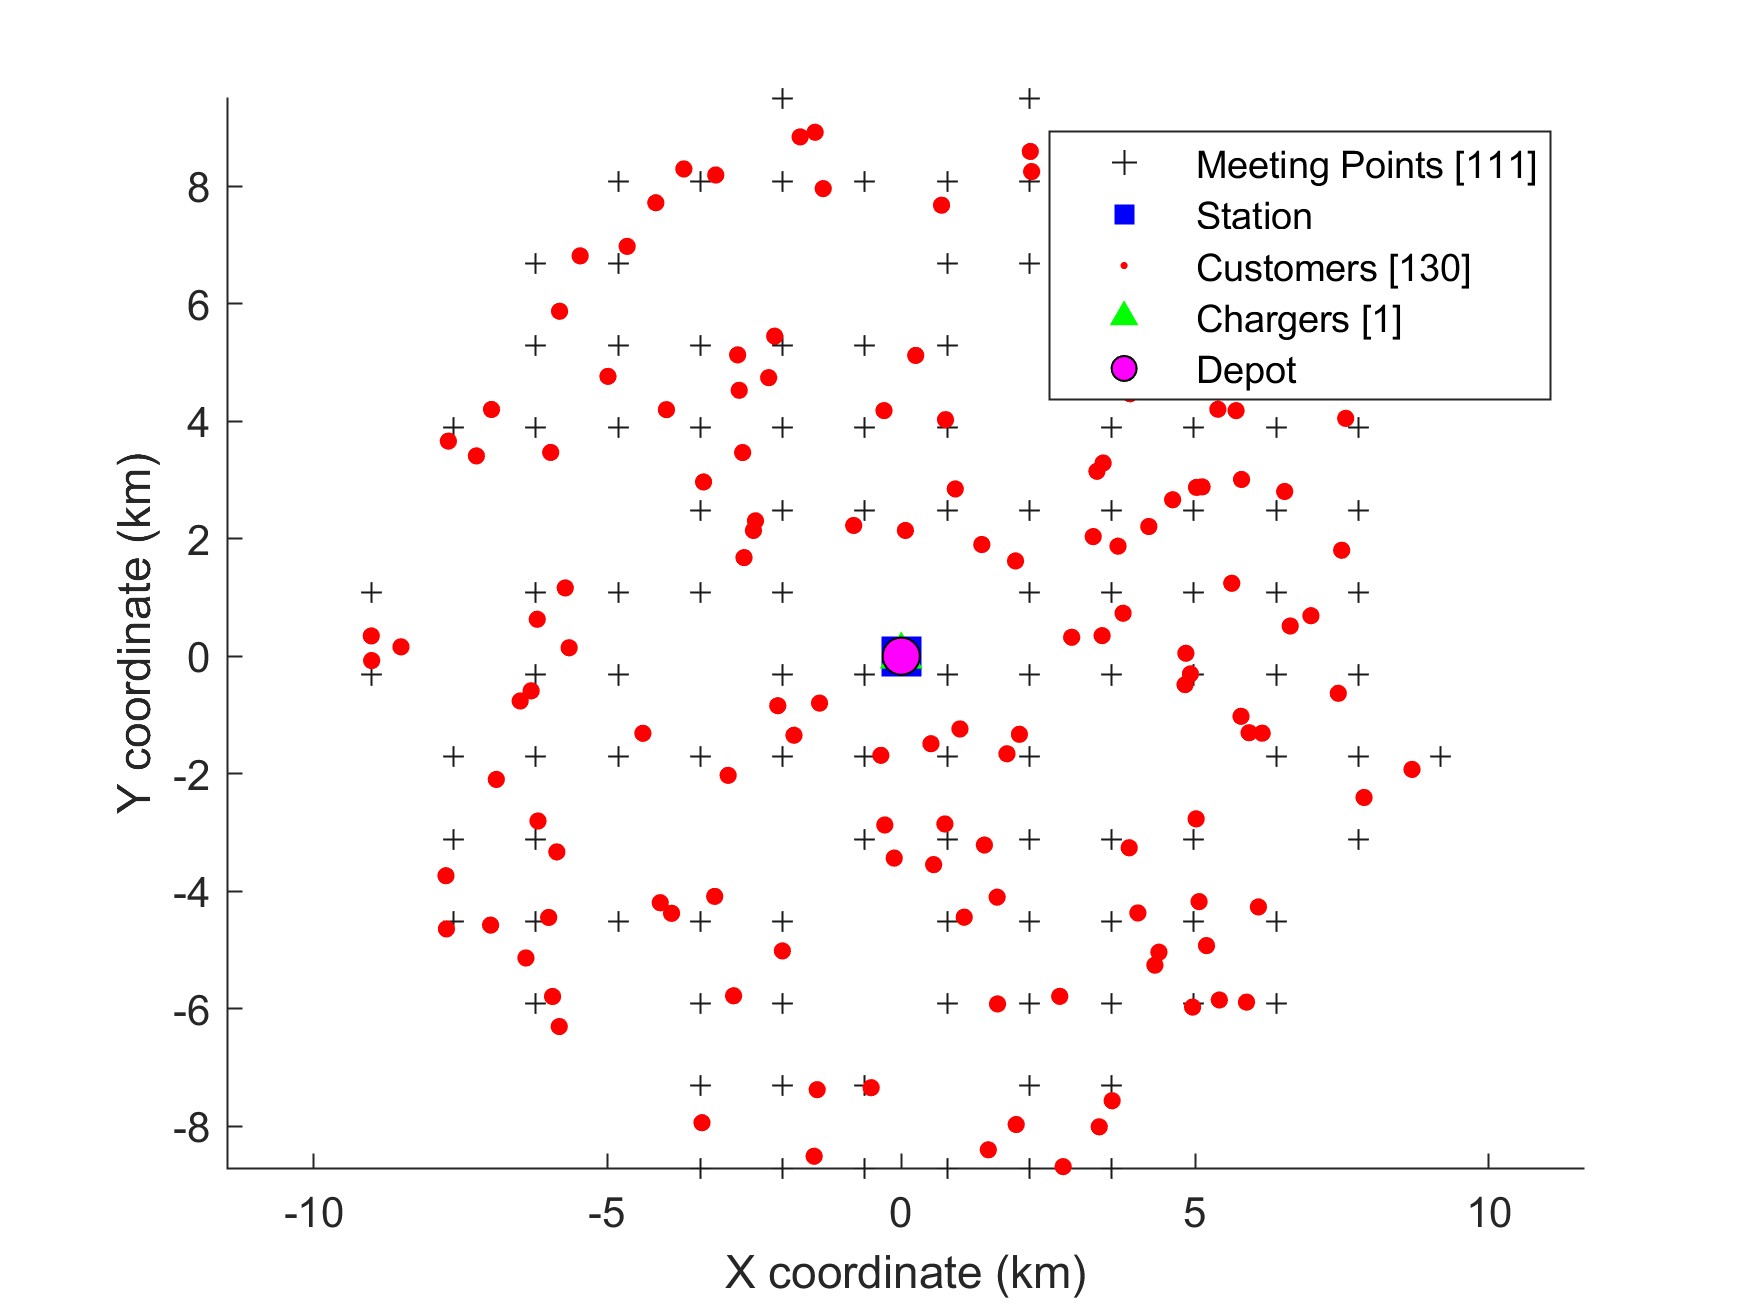 8
6
4
2
0
-2
-4
-6
-8
Y coordinate (km)
Meeting Points [111]
Station
Customers [130]
Chargers [1]
Depot
-10
-5
0
5
10
X coordinate (km)